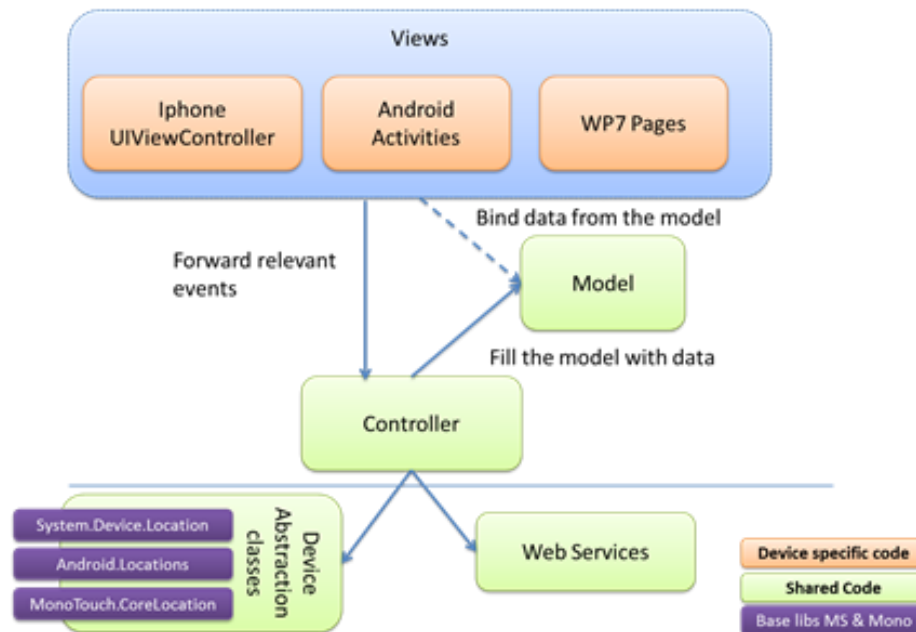 Views
Iphone
UIViewController
Android
Activities
WP7 Pages
Bind data from the model
Forward relevant
events
Model
Fill the model with data
Controller
System.Device.Location
Android.Locations
MonoTouch.CoreLocation
Device
Abstraction
classes
Web Services
Device specific code
Shared Code
Base libs MS & Mono